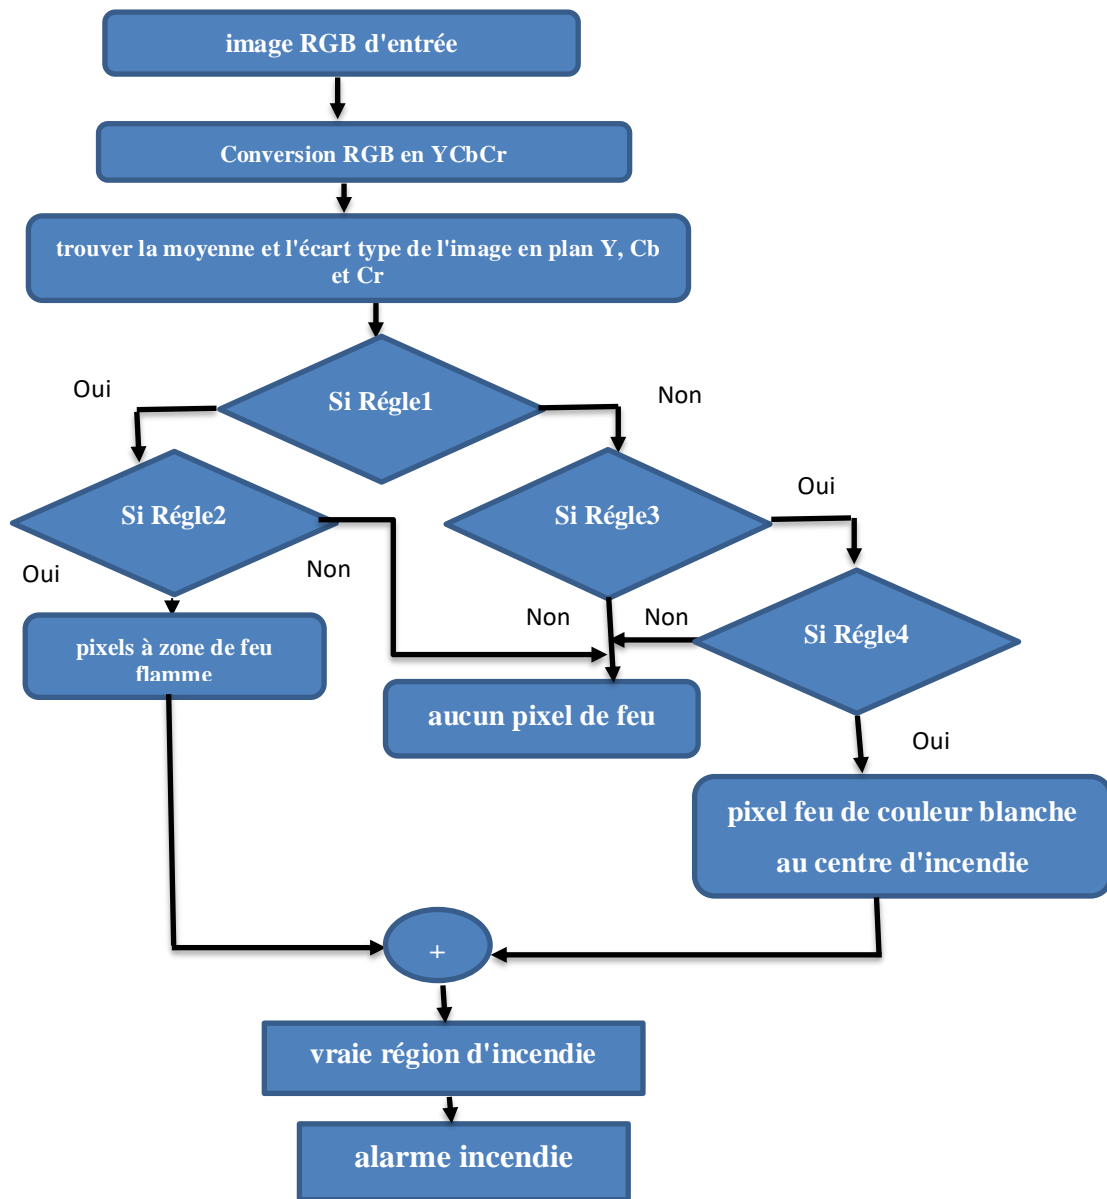 image RGB d'entrée
Conversion RGB en YCbCr
trouver la moyenne et l'écart type de l'image en plan Y, Cb
et Cr
Oui
Si Régle1
Non
Si Régle2
Si Régle3
Oui
Oui
Non
Non
Non
Si Régle4
pixels à zone de feu
flamme
aucun pixel de feu
Oui
pixel feu de couleur blanche
au centre d'incendie
+
vraie région d'incendie
alarme incendie